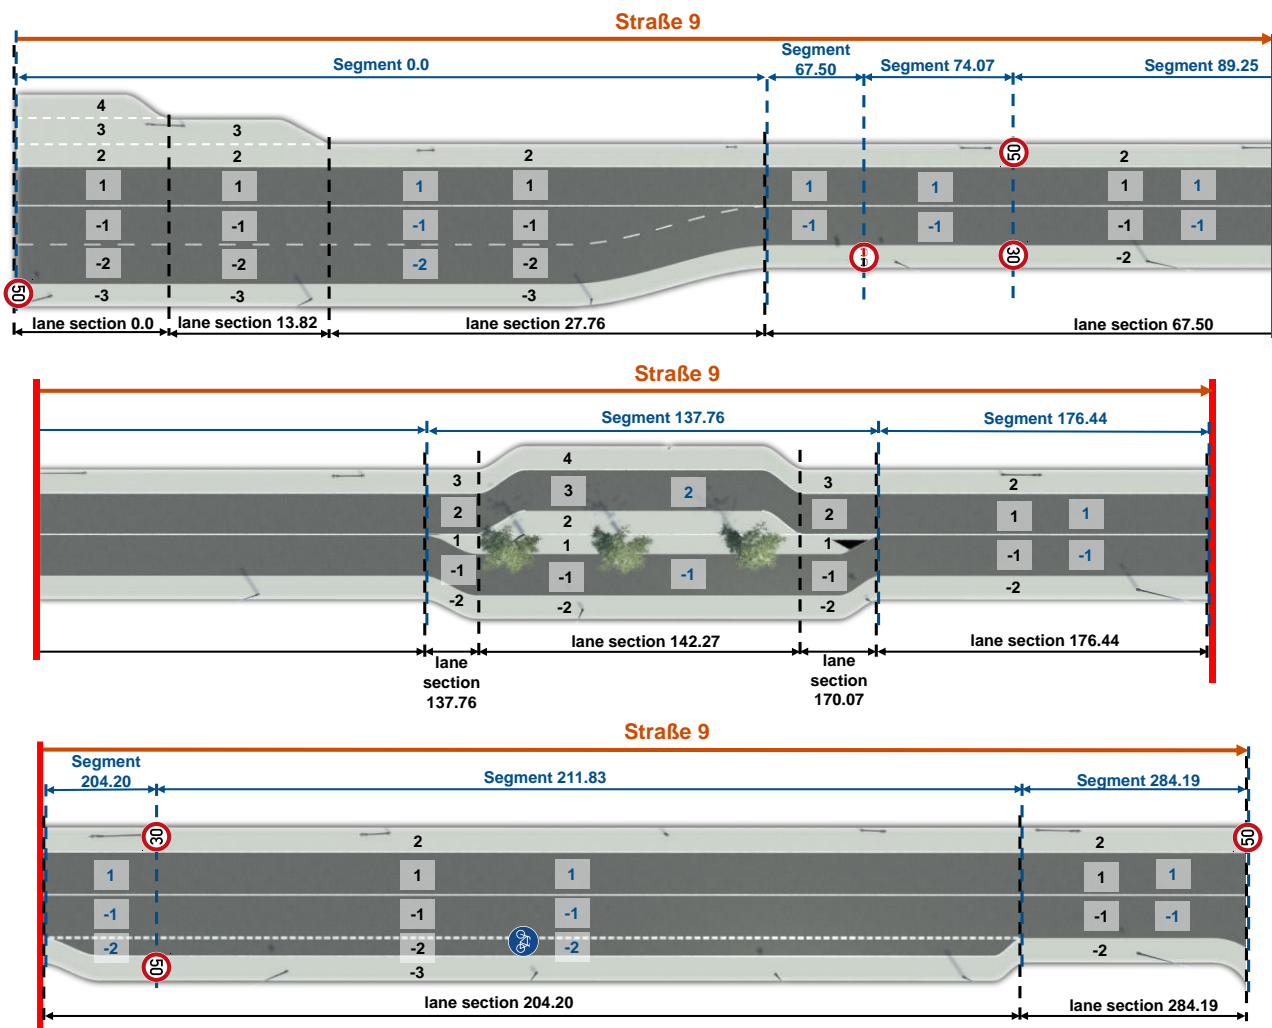 Straße 9
Segment 0.0
Segment
67.50
Segment 74.07
Segment 89.25
4
3 3
2 2 2 2
50
1 1 1 1 1 1 1 1
-1 -1 -1 -1 -1 -1 -1 -1
-2 -2 -2 -2 -2
30
50
-3 -3 -3
lane section 0.0
lane section 13.82
lane section 27.76
lane section 67.50
Straße 9
Segment 137.76
Segment 176.44
4
3 3 2 3 2
2 2 2 1 1
1 1 1
-1 -1 -1 -1 -1 -1
-2 -2 -2 -2
lane section 142.27
lane section 176.44
lane
section
137.76
lane
section
170.07
Straße 9
Segment
204.20
Segment 211.83
Segment 284.19
30 2 2 50
1 1 1 1 1
-1 -1 -1 -1 -1
-2 -2 -2 -2
50 -3
lane section 204.20
lane section 284.19